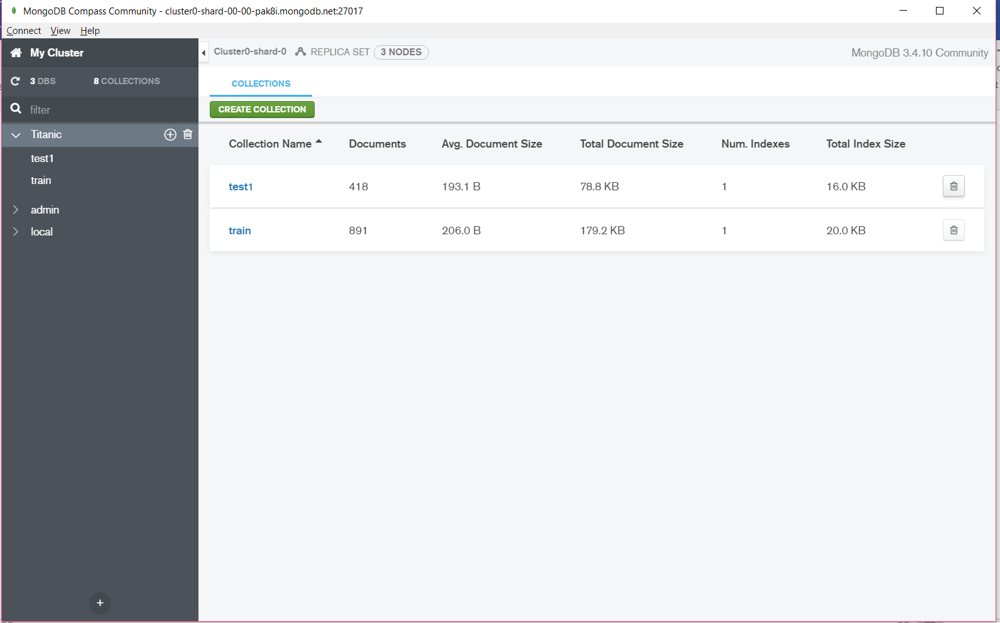 MongoDB Compass Community - cluster0-shard-00-00-pak8i.mongodb.net:27017
Connect View Help
My Cluster
3 DBS 8 COLLECTIONS
filter
Titanic
test1
train
admin
local
+
Cluster0-shard-0 REPLICA SET 3 NODES MongoDB 3.4.10 Community
COLLECTIONS
CREATE COLLECTION
Collection Name Documents Avg. Document Size Total Document Size Num. Indexes Total Index Size
test1 418 193.1 B 78.8 KB 1 16.0 KB
train 891 206.0 B 179.2 KB 1 20.0 KB